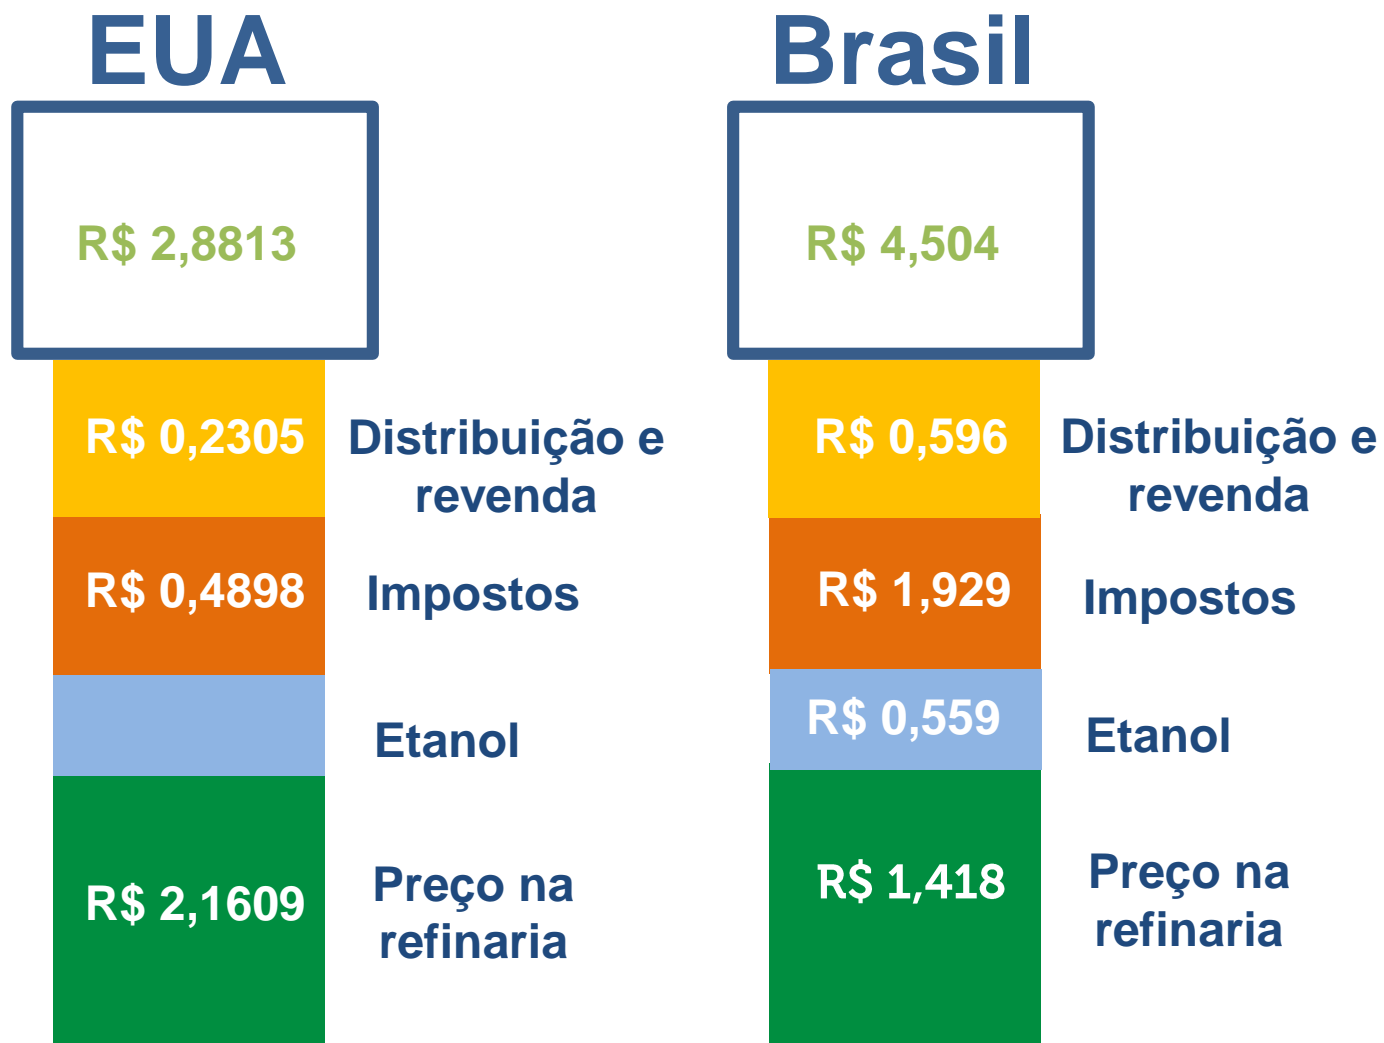 EUA
R$ 2,8813
R$ 0,2305
Distribuição e
revenda
R$ 0,4898
Impostos
Etanol
R$ 2,1609
Preço na
refinaria
Brasil
R$ 4,504
R$ 0,596
Distribuição e
revenda
R$ 1,929
Impostos
R$ 0,559
Etanol
R$ 1,418
Preço na
refinaria